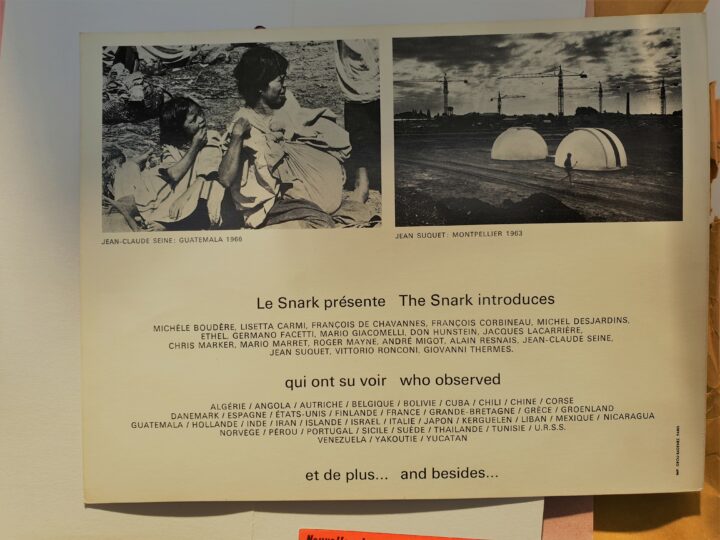 JEAN-CLAUDE SEINE: GUATEMALA 1966
JEAN SUQUET: MONTPELLIER 1963
Le Snark présente The Snark introduces
MICHÈLE BOUDÈRE, LISETTA CARMI, FRANÇOIS DE CHAVANNES, FRANÇOIS CORBINEAU, MICHEL DESJARDINS,
ETHEL, GERMANO FACETTI, MARIO GIACOMELLI, DON HUNSTEIN, JACQUES LACARRIÈRE,
CHRIS MARKER, MARIO MARRET, ROGER MAYNE, ANDRÉ MIGOT, ALAIN RESNAIS, JEAN-CLAUDE SEINE,
JEAN SUQUET, VITTORIO RONCONI, GIOVANNI THERMES.
qui ont su voir who observed
ALGÉRIE / ANGOLA / AUTRICHE / BELGIQUE / BOLIVIE / CUBA / CHILI / CHINE / CORSE
DANEMARK / ESPAGNE / ÉTATS-UNIS / FINLANDE / FRANCE / GRANDE-BRETAGNE / GRÈCE / GROENLAND
GUATEMALA / HOLLANDE / INDE / IRAN / ISLANDE / ISRAEL / ITALIE / JAPON / KERGUELEN / LIBAN / MEXIQUE / NICARAGUA
NORVÈGE / PÉROU / PORTUGAL / SICILE / SUÈDE / THAILANDE / TUNISIE / U.R.S.S.
VENEZUELA / YAKOUTIE / YUCATAN
et de plus... and besides...